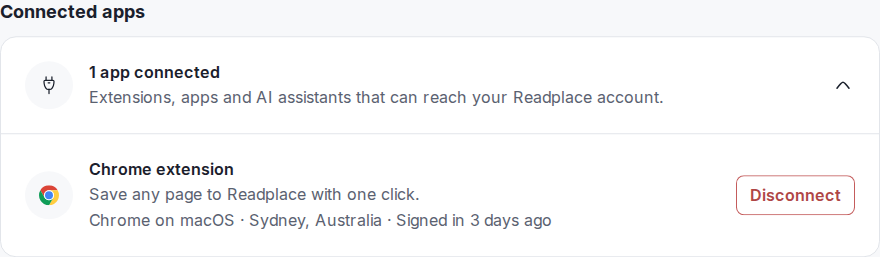 Connected apps
1 app connected
Extensions, apps and AI assistants that can reach your Readplace account.
Chrome extension
Save any page to Readplace with one click.
Chrome on macOS · Sydney, Australia · Signed in 3 days ago
Disconnect